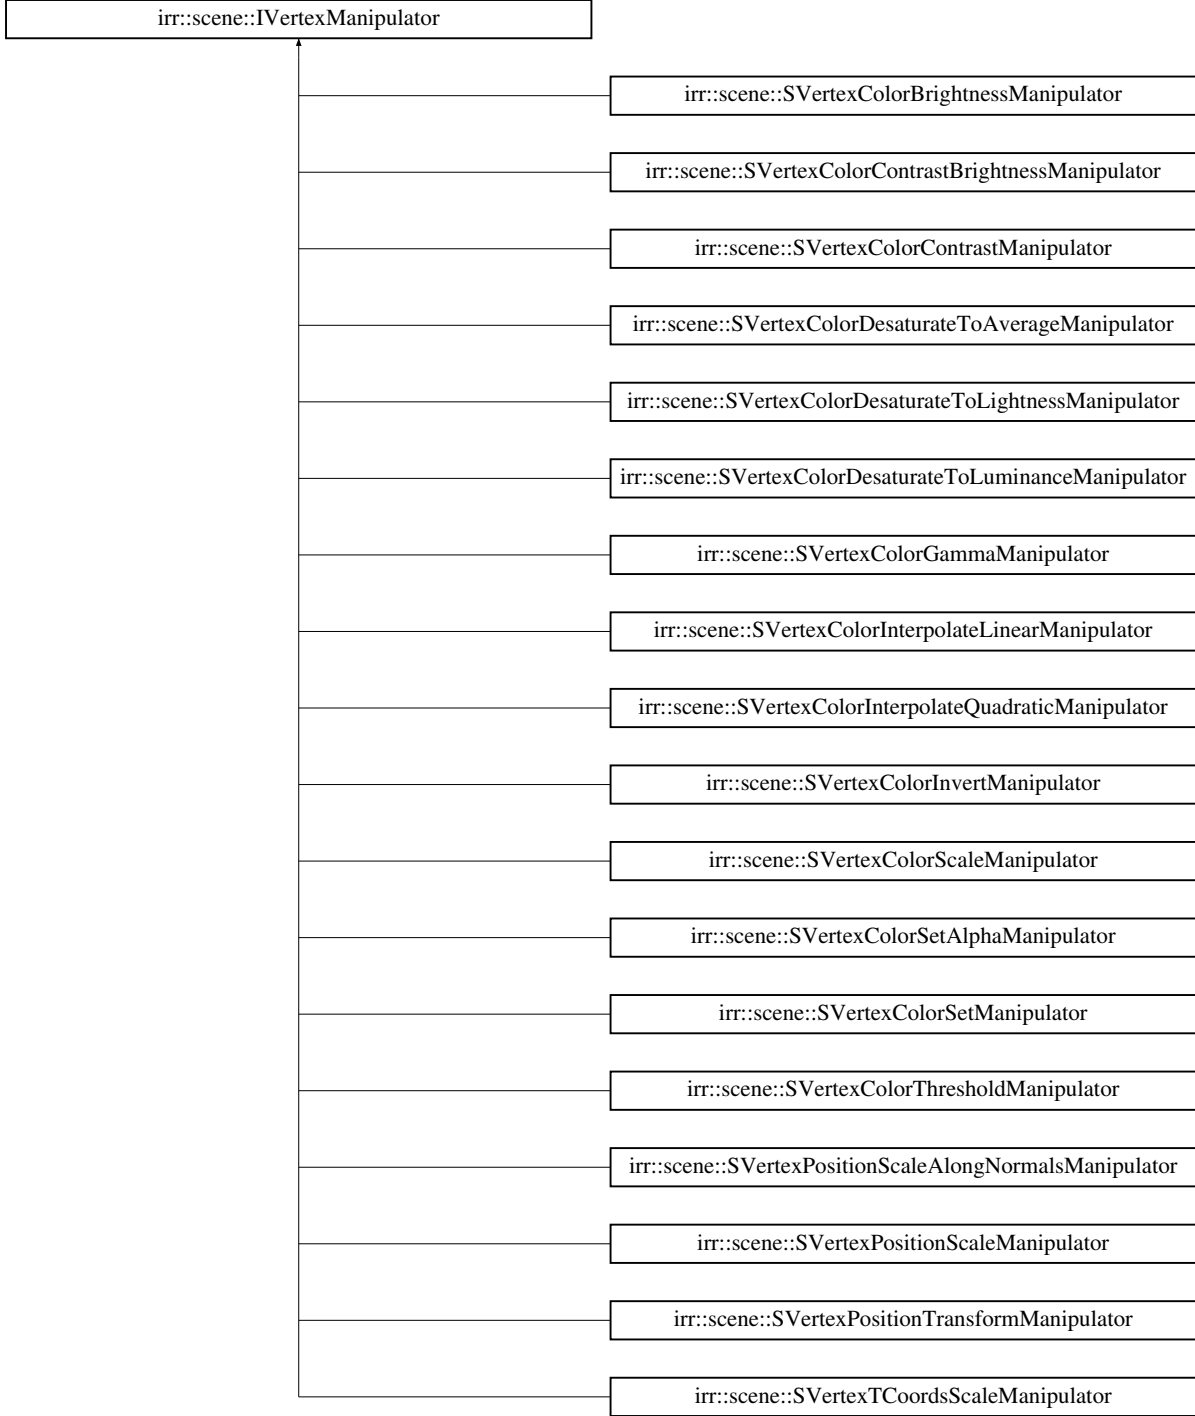 irr::scene::IVertexManipulator
irr::scene::SVertexColorBrightnessManipulator
irr::scene::SVertexColorContrastBrightnessManipulator
irr::scene::SVertexColorContrastManipulator
irr::scene::SVertexColorDesaturateToAverageManipulator
irr::scene::SVertexColorDesaturateToLightnessManipulator
irr::scene::SVertexColorDesaturateToLuminanceManipulator
irr::scene::SVertexColorGammaManipulator
irr::scene::SVertexColorInterpolateLinearManipulator
irr::scene::SVertexColorInterpolateQuadraticManipulator
irr::scene::SVertexColorInvertManipulator
irr::scene::SVertexColorScaleManipulator
irr::scene::SVertexColorSetAlphaManipulator
irr::scene::SVertexColorSetManipulator
irr::scene::SVertexColorThresholdManipulator
irr::scene::SVertexPositionScaleAlongNormalsManipulator
irr::scene::SVertexPositionScaleManipulator
irr::scene::SVertexPositionTransformManipulator
irr::scene::SVertexTCoordsScaleManipulator